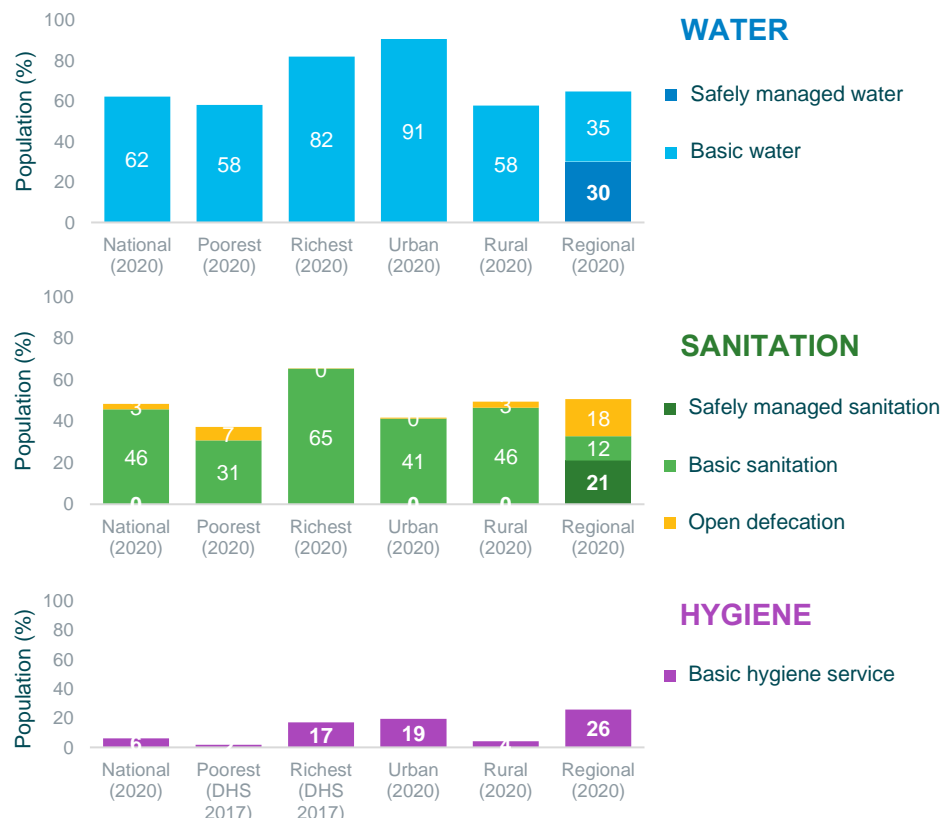 WATER
Population (%)
100
80
60
40
20
0
62
58
82
91
58
35
30
National
(2020)
Poorest
(2020)
Richest
(2020)
Urban
(2020)
Rural
(2020)
Regional
(2020)
Safely managed water
Basic water
SANITATION
Population (%)
100
80
60
40
20
0
3
46
0
7
31
0
65
0
41
0
3
46
0
18
12
21
National
(2020)
Poorest
(2020)
Richest
(2020)
Urban
(2020)
Rural
(2020)
Regional
(2020)
Safely managed sanitation
Basic sanitation
Open defecation
HYGIENE
Population (%)
100
80
60
40
20
0
6
2
17
19
4
26
National
(2020)
Poorest
(DHS
2017)
Richest
(DHS
2017)
Urban
(2020)
Rural
(2020)
Regional
(2020)
Basic hygiene service